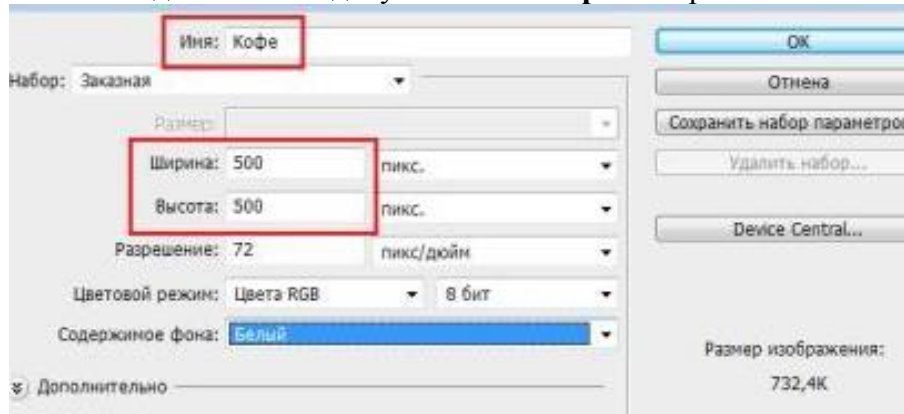 Имя: Кофе
OK
Набор: Заказная
Отмена
Размер:
Сохранить набор параметров
Ширина: 500 пикс.
Удалить набор...
Высота: 500 пикс.
Device Central...
Разрешение: 72 пикс/дюйм
Цветовой режим: Цвета RGB 8 бит
Содержимое фона: Белый
Размер изображения:
732,4K
Дополнительно